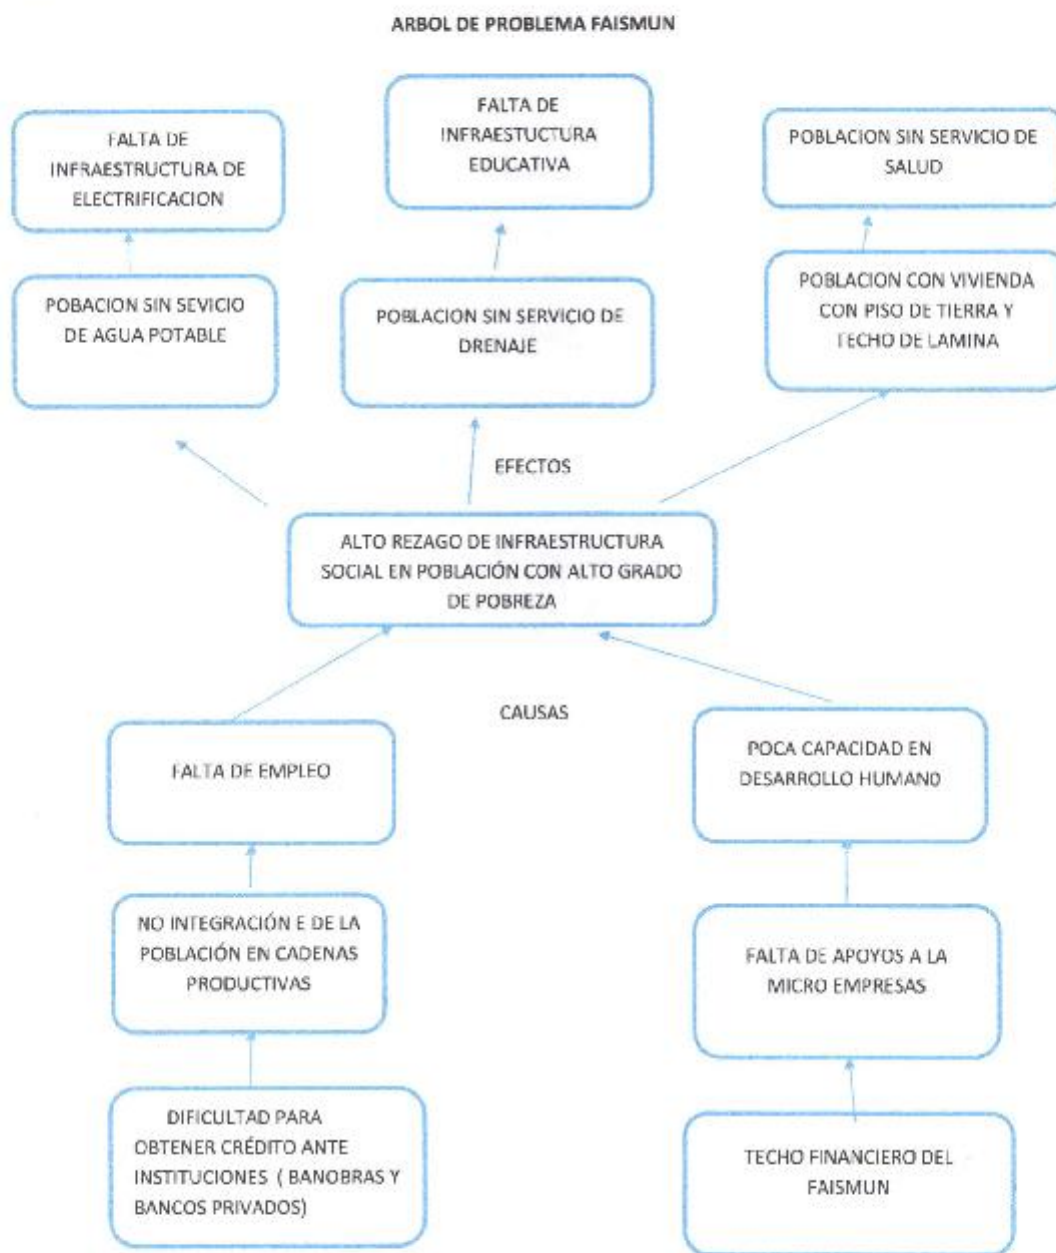 ARBOL DE PROBLEMA FAISMUN
FALTA DE
INFRAESTRUCTURA DE
ELECTRIFICACION
FALTA DE
INFRAESTUCTURA
EDUCATIVA
POBLACION SIN SERVICIO DE
SALUD
POBACION SIN SEVICIO
DE AGUA POTABLE
POBLACION SIN SERVICIO DE
DRENAJE
POBLACION CON VIVIENDA
CON PISO DE TIERRA Y
TECHO DE LAMINA
EFECTOS
ALTO REZAGO DE INFRAESTRUCTURA
SOCIAL EN POBLACIÓN CON ALTO GRADO
DE POBREZA
CAUSAS
FALTA DE EMPLEO
POCA CAPACIDAD EN
DESARROLLO HUMAN0
NO INTEGRACIÓN E DE LA
POBLACIÓN EN CADENAS
PRODUCTIVAS
FALTA DE APOYOS A LA
MICRO EMPRESAS
DIFICULTAD PARA
OBTENER CRÉDITO ANTE
INSTITUCIONES ( BANOBRAS Y
BANCOS PRIVADOS)
TECHO FINANCIERO DEL
FAISMUN